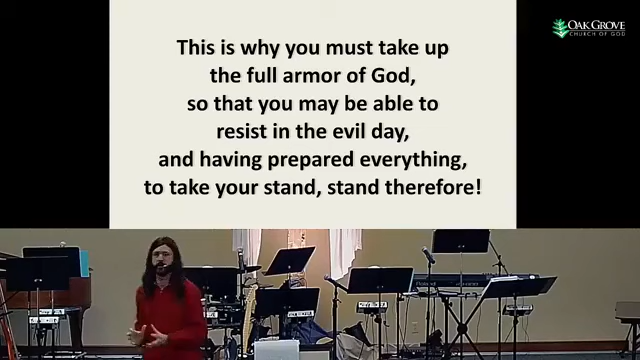 This is why you must take up
the full armor of God,
so that you may be able to
resist in the evil day,
and having prepared everything,
to take your stand, stand therefore!
OAK GROVE
CHURCH OF GOD
Roland